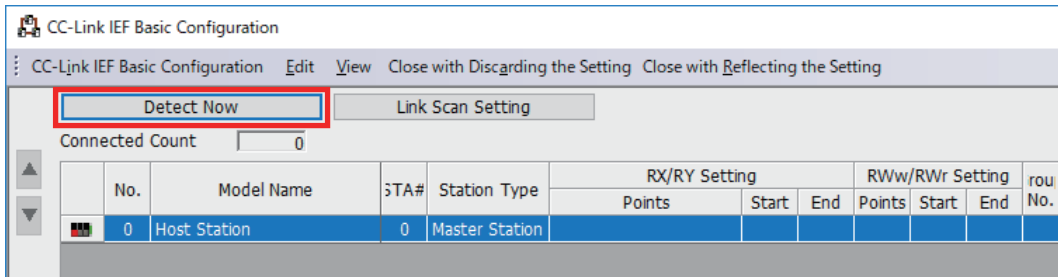 CC-Link IEF Basic Configuration
CC-Link IEF Basic Configuration Edit View Close with Discarding the Setting Close with Reflecting the Setting
Detect Now Link Scan Setting
Connected Count 0
No. Model Name STA# Station Type RX/RY Setting RWw/RWr Setting rou No.
Points Start End Points Start End
0 Host Station 0 Master Station